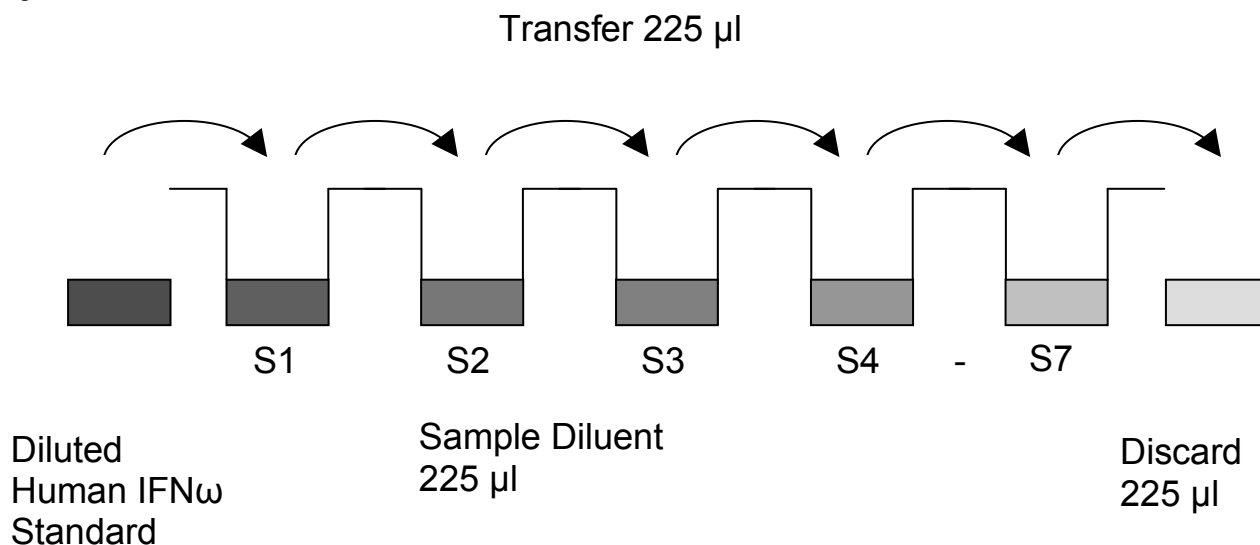 Transfer 225 µl
S1 S2 S3 S4 - S7
Diluted
Human IFNω
Standard
Sample Diluent
225 µl
Discard
225 µl